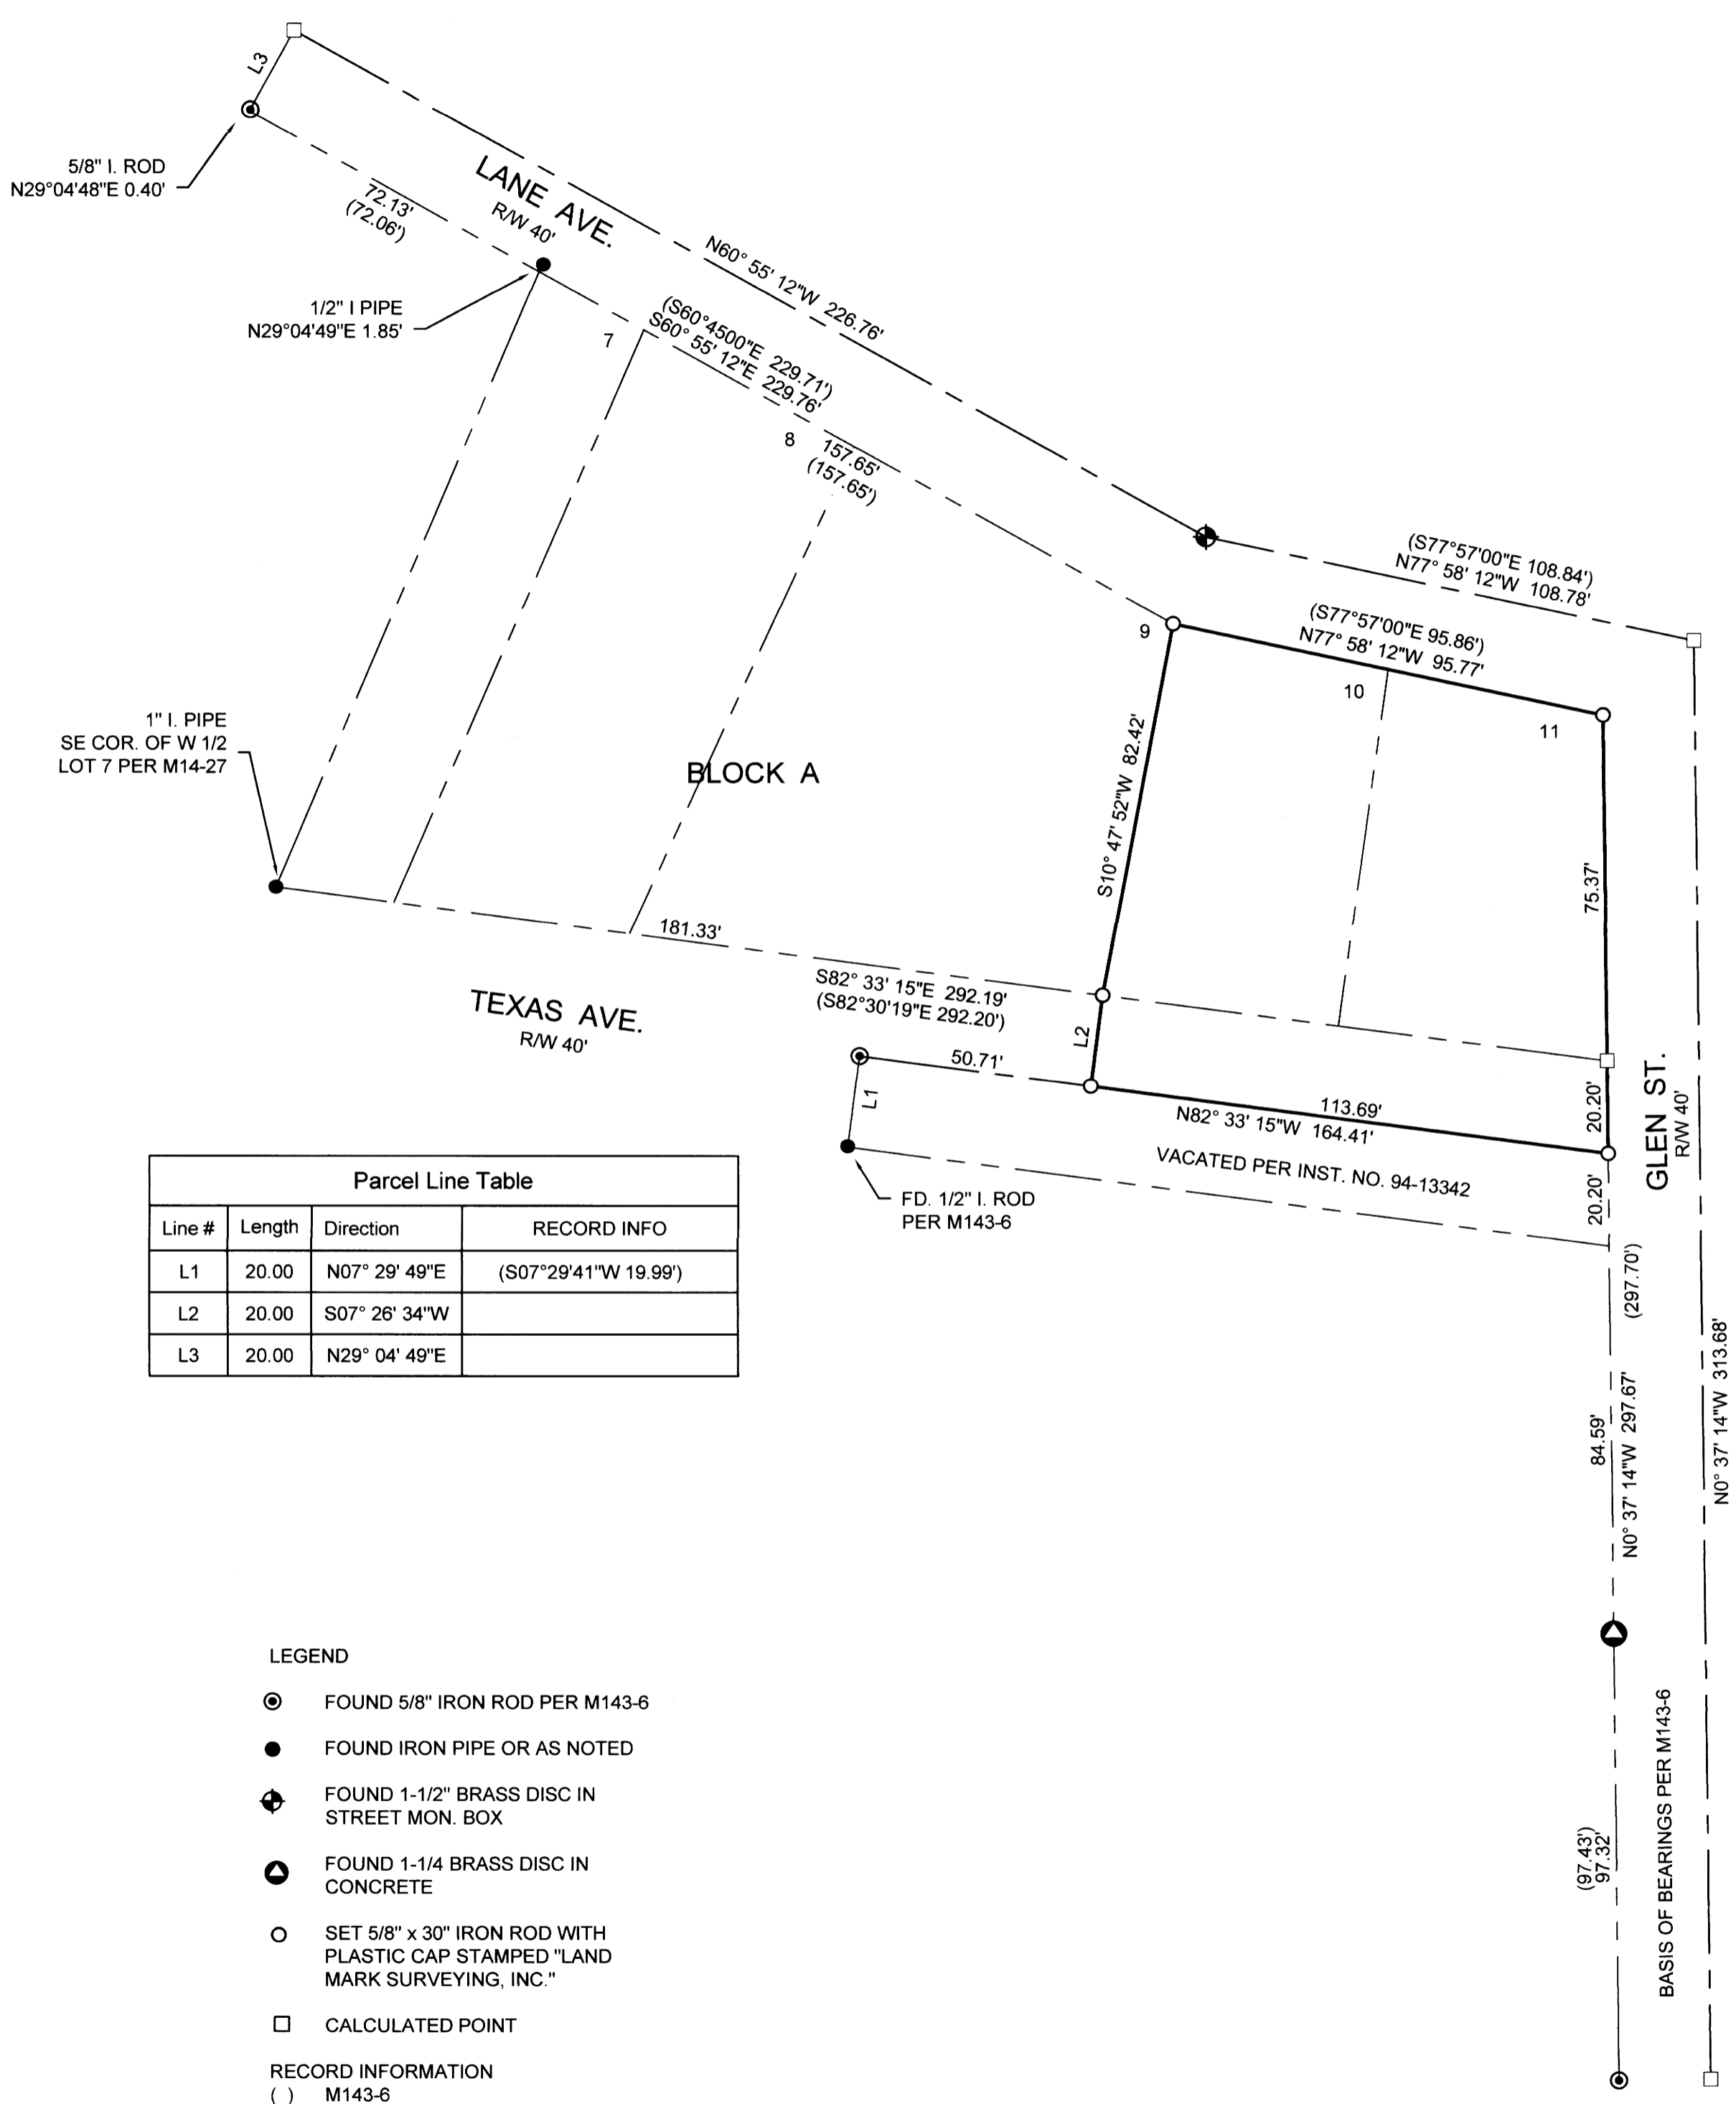 L3
5/8" I. ROD
N29°04'48"E 0.40'
LANE AVE.
R/W 40'
72.13'
(72.06')
N60° 55' 12"W 226.76'
1/2" I PIPE
N29°04'49"E 1.85'
7
(S60°4500"E 229.71')
S60° 55' 12"E 229.76'
8
157.65'
(157.65')
(S77°57'00"E 108.84')
N77° 58' 12"W 108.78'
(S77°57'00"E 95.86')
N77° 58' 12"W 95.77'
9
10
11
1" I. PIPE
SE COR. OF W 1/2
LOT 7 PER M14-27
BLOCK A
S10° 47' 52"W 82.42'
75.37'
181.33'
S82° 33' 15"E 292.19'
(S82°30'19"E 292.20')
TEXAS AVE.
R/W 40'
L2
50.71'
L1
113.69'
N82° 33' 15"W 164.41'
VACATED PER INST. NO. 94-13342
20.20'
20.20'
GLEN ST.
R/W 40'
FD. 1/2" I. ROD
PER M143-6
(297.70')
N0° 37' 14"W 297.67'
84.59'
N0° 37' 14"W 313.68'
Parcel Line Table
Line # Length Direction RECORD INFO
L1 20.00 N07° 29' 49"E (S07°29'41"W 19.99')
L2 20.00 S07° 26' 34"W
L3 20.00 N29° 04' 49"E
BASIS OF BEARINGS PER M143-6
(97.43')
97.32'
LEGEND
FOUND 5/8" IRON ROD PER M143-6
FOUND IRON PIPE OR AS NOTED
FOUND 1-1/2" BRASS DISC IN
STREET MON. BOX
FOUND 1-1/4 BRASS DISC IN
CONCRETE
SET 5/8" x 30" IRON ROD WITH
PLASTIC CAP STAMPED "LAND
MARK SURVEYING, INC."
CALCULATED POINT
RECORD INFORMATION
( ) M143-6